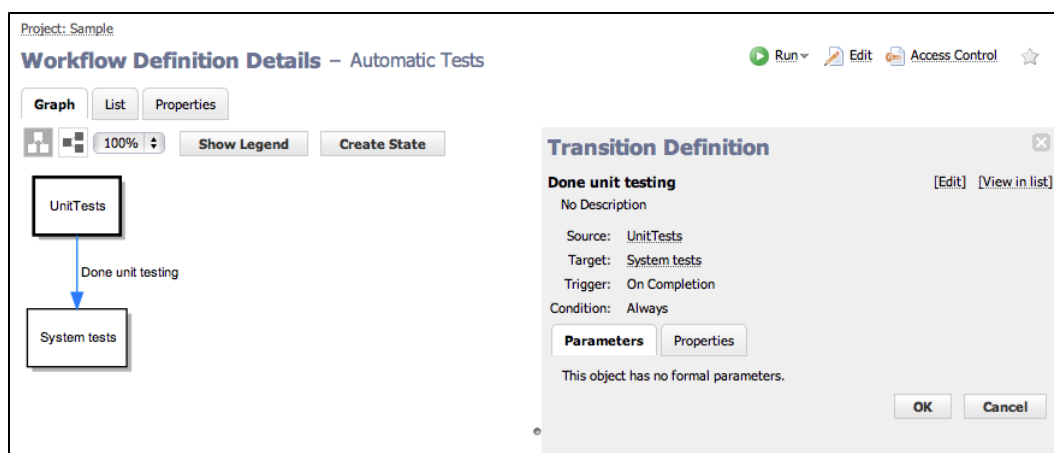 Project: Sample
Workflow Definition Details – Automatic Tests
Run Edit Access Control
Graph List Properties
100% Show Legend Create State
UnitTests
Done unit testing
System tests
Transition Definition
Done unit testing [Edit] [View in list]
No Description
Source: UnitTests
Target: System tests
Trigger: On Completion
Condition: Always
Parameters Properties
This object has no formal parameters.
OK Cancel